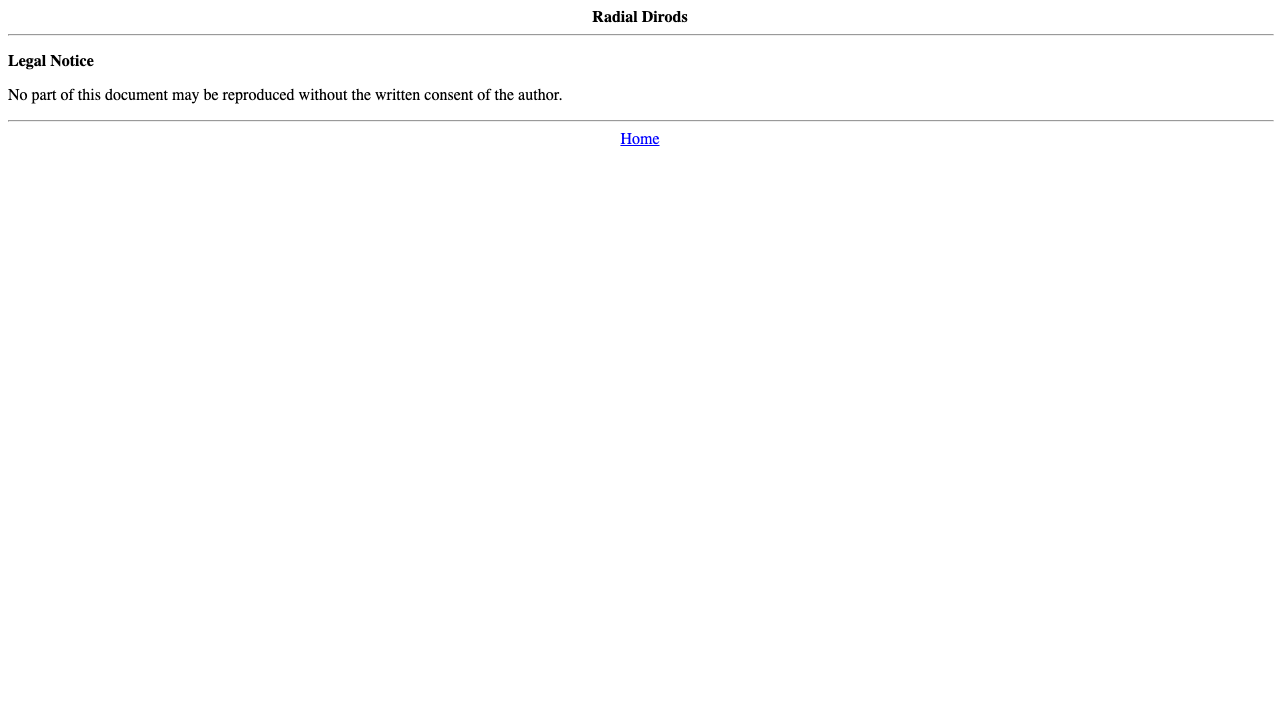 Radial Dirods
Legal Notice
No part of this document may be reproduced without the written consent of the author.
Home